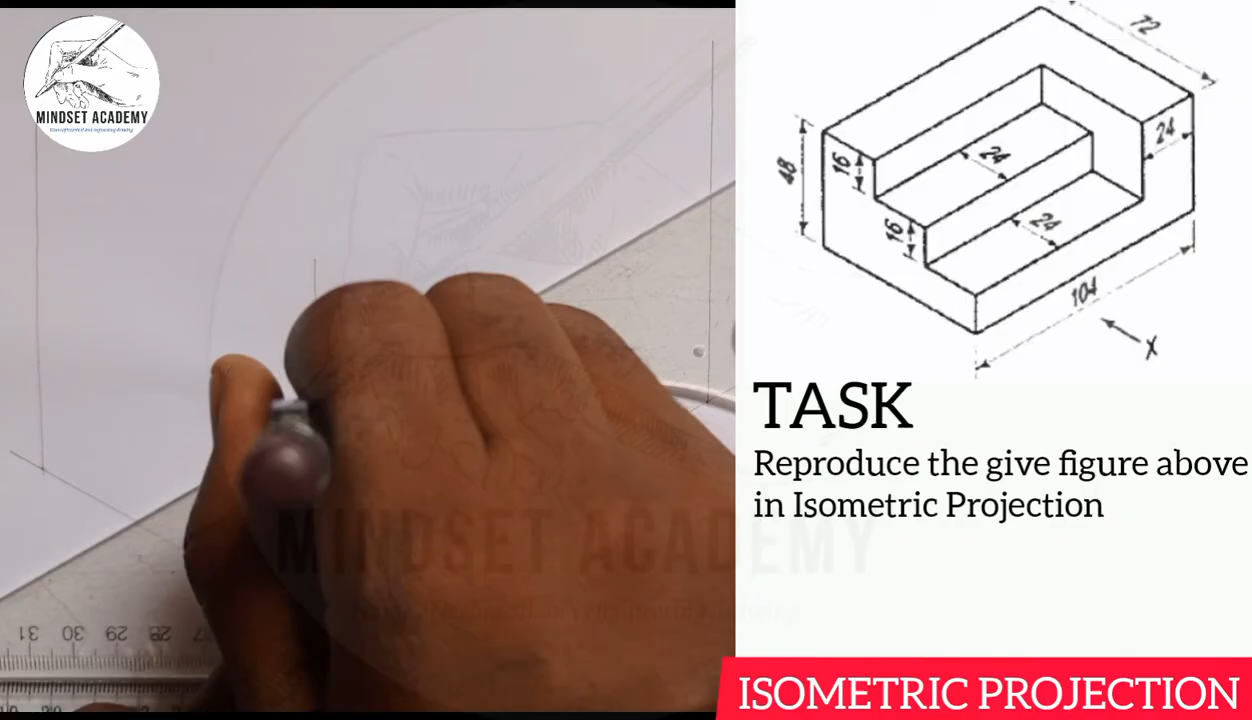 MINDSET ACADEMY
72
24
48
16
24
16
24
104
X
TASK
Reproduce the give figure above
in Isometric Projection
MINDSET ACADEMY
31 30 29 28 27
ISOMETRIC PROJECTION